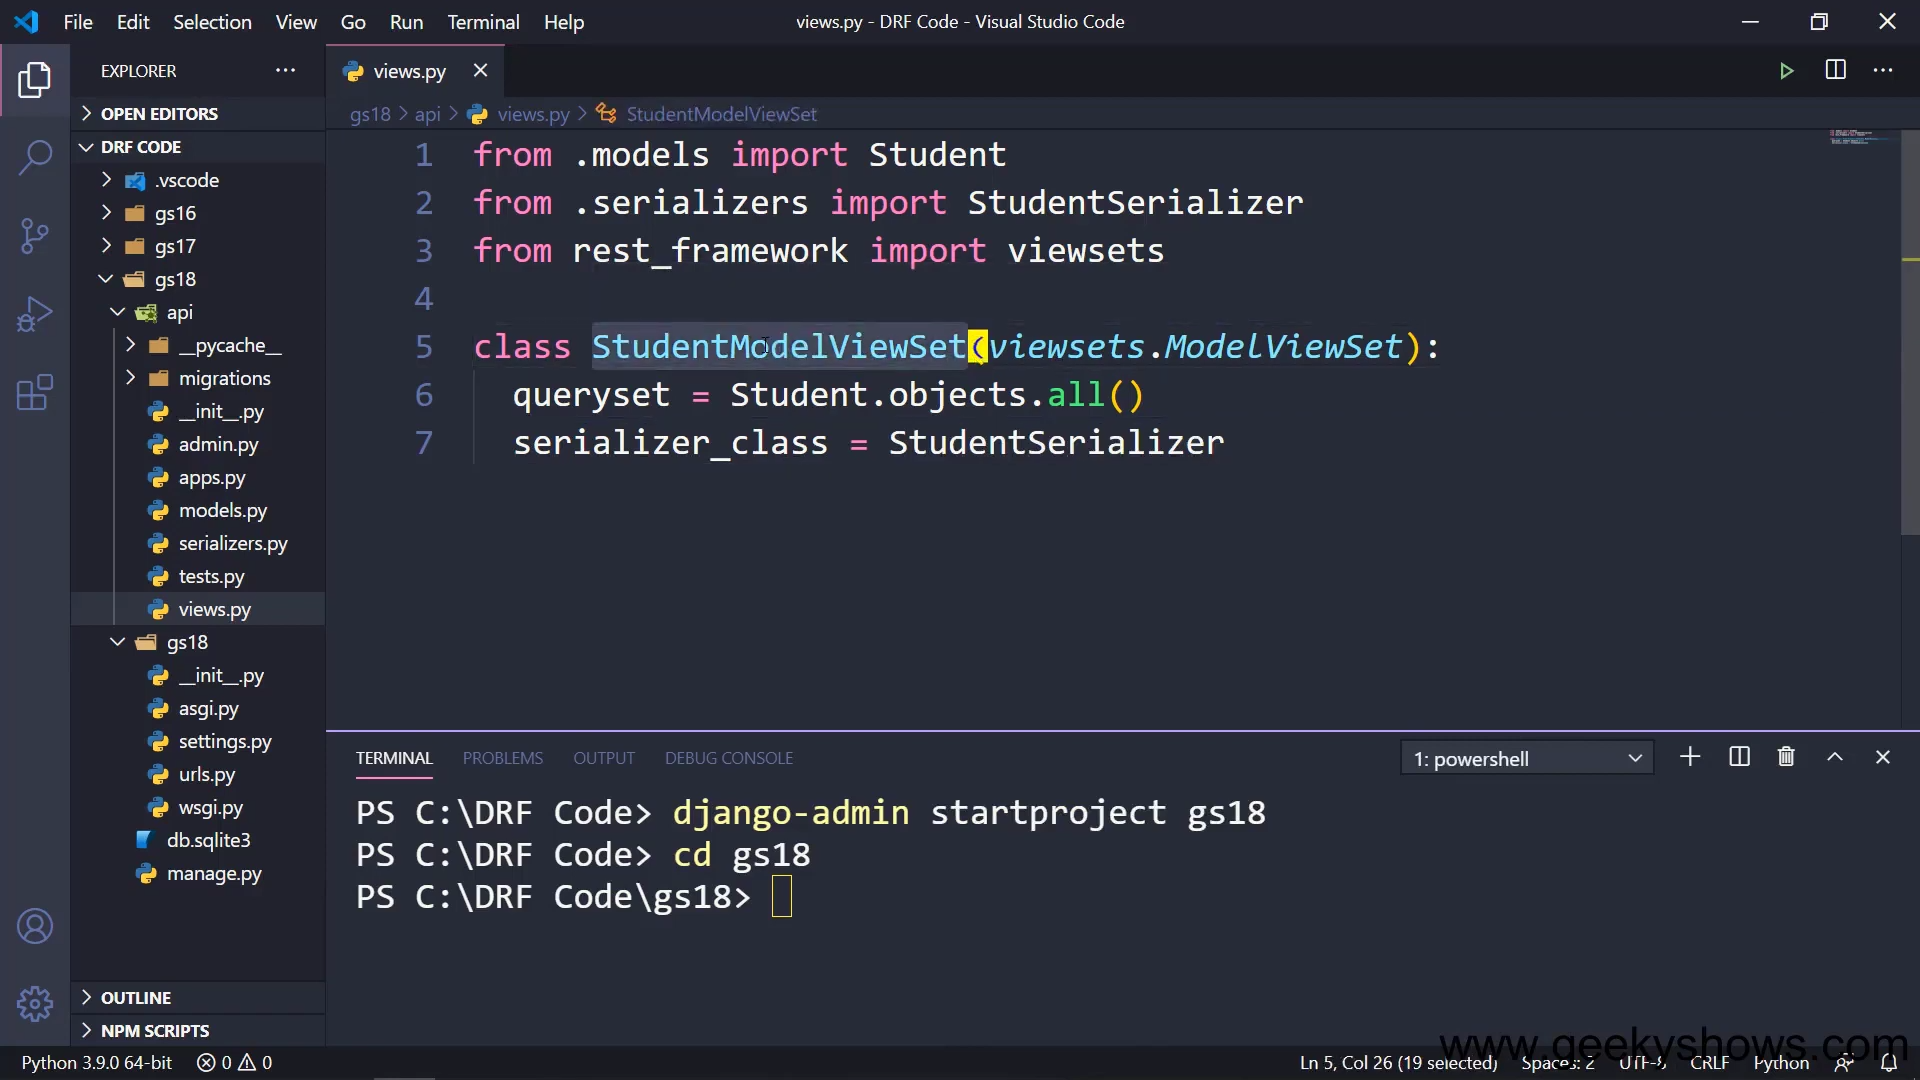 File Edit Selection View Go Run Terminal Help
views.py - DRF Code - Visual Studio Code
EXPLORER
OPEN EDITORS
DRF CODE
.vscode
gs16
gs17
gs18
api
__pycache__
migrations
__init__.py
admin.py
apps.py
models.py
serializers.py
tests.py
views.py
gs18
__init__.py
asgi.py
settings.py
urls.py
wsgi.py
db.sqlite3
manage.py
OUTLINE
NPM SCRIPTS
views.py
gs18 > api > views.py > StudentModelViewSet
1 from .models import Student
2 from .serializers import StudentSerializer
3 from rest_framework import viewsets
4
5 class StudentModelViewSet(viewsets.ModelViewSet):
6 queryset = Student.objects.all()
7 serializer_class = StudentSerializer
TERMINAL PROBLEMS OUTPUT DEBUG CONSOLE
1: powershell
PS C:\DRF Code> django-admin startproject gs18
PS C:\DRF Code> cd gs18
PS C:\DRF Code\gs18>
www.geekyshows.com
Python 3.9.0 64-bit 0 0
Ln 5, Col 26 (19 selected) Spaces: 2 UTF-8 CRLF Python